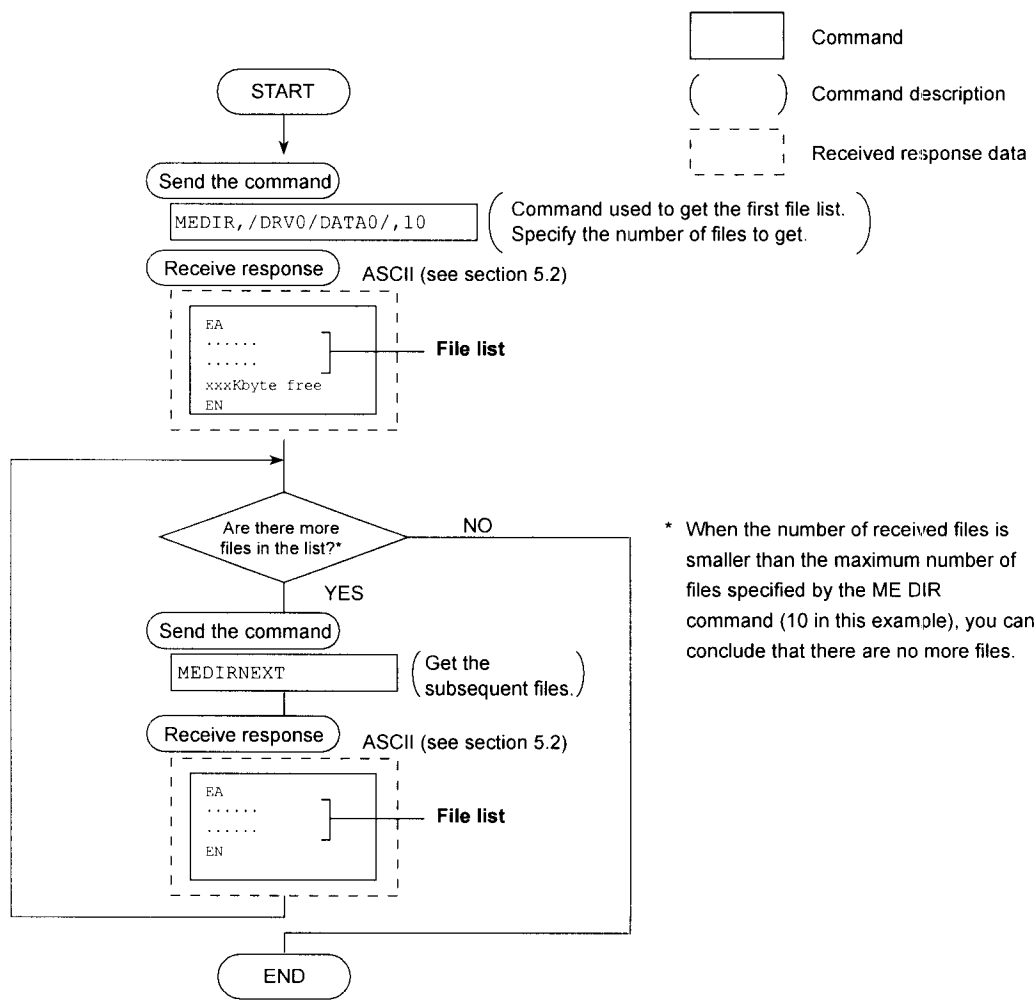 Command
START
Command description
Received response data
Send the command
MEDIR,/DRV0/DATA0/,10
Command used to get the first file list.
Specify the number of files to get.
Receive response
ASCII (see section 5.2)
EA
......
......
File list
xxxKbyte free
EN
Are there more
files in the list?*
NO
YES
* When the number of received files is
smaller than the maximum number of
files specified by the ME DIR
command (10 in this example), you can
conclude that there are no more files.
Send the command
MEDIRNEXT
Get the
subsequent files.
Receive response
ASCII (see section 5.2)
EA
......
......
File list
EN
END